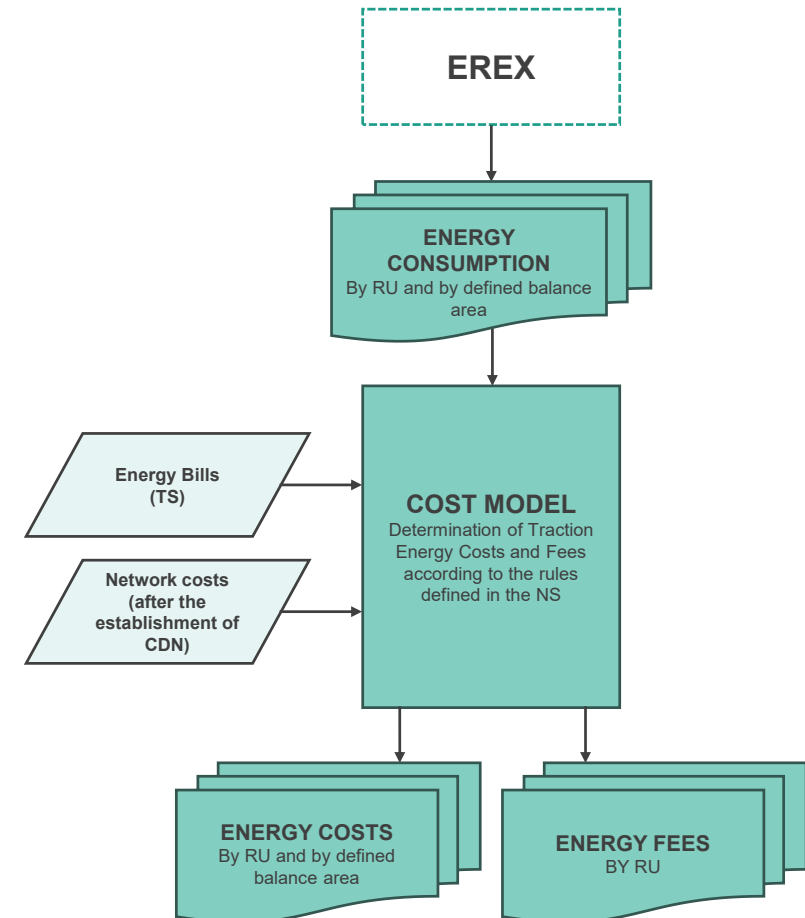 EREX
ENERGY
CONSUMPTION
By RU and by defined balance
area
Energy Bills
(TS)
COST MODEL
Determination of Traction
Energy Costs and Fees
according to the rules
defined in the NS
Network costs
(after the
establishment of
CDN)
ENERGY COSTS
By RU and by defined
balance area
ENERGY FEES
BY RU